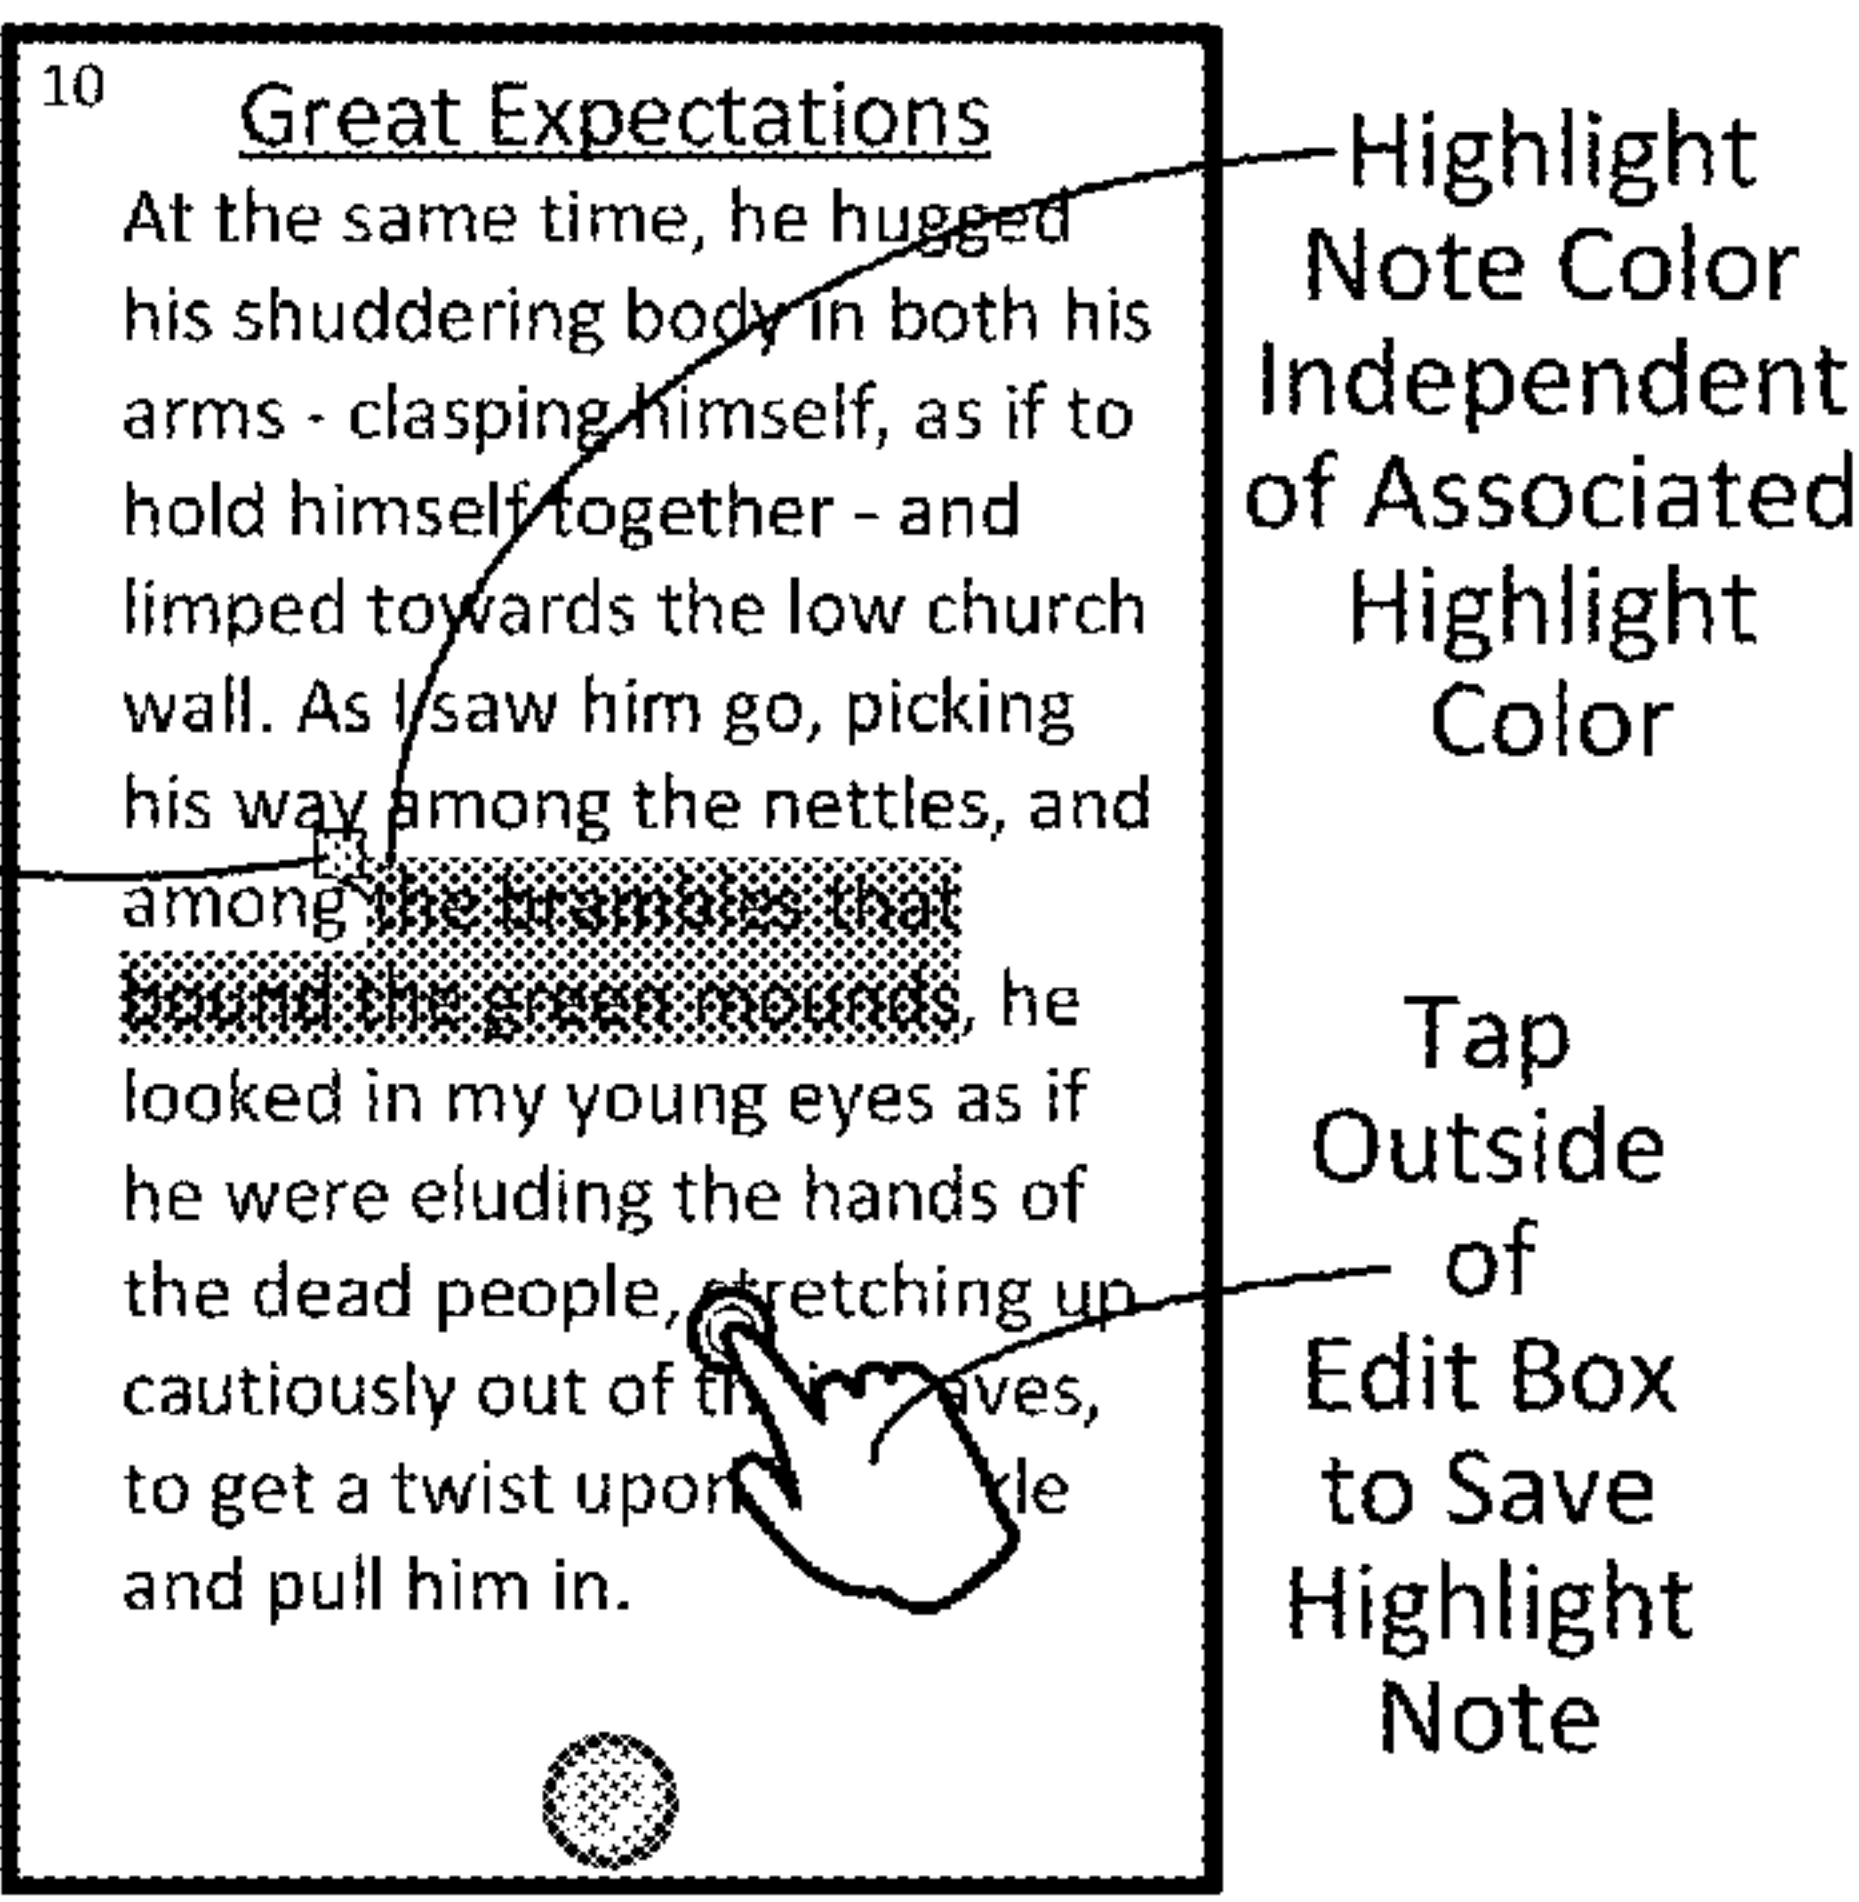 10
Great Expectations
At the same time, he hugged
his shuddering body in both his
arms - clasping himself, as if to
hold himself together - and
limped towards the low church
wall. As I saw him go, picking
his way among the nettles, and
among the brambles that
bound the green mounds, he
looked in my young eyes as if
he were eluding the hands of
the dead people, stretching up
cautiously out of
to get a twist upon
and pull him in.
Highlight
Note Color
Independent
of Associated
Highlight
Color
Tap
Outside
of
Edit Box
to Save
Highlight
Note